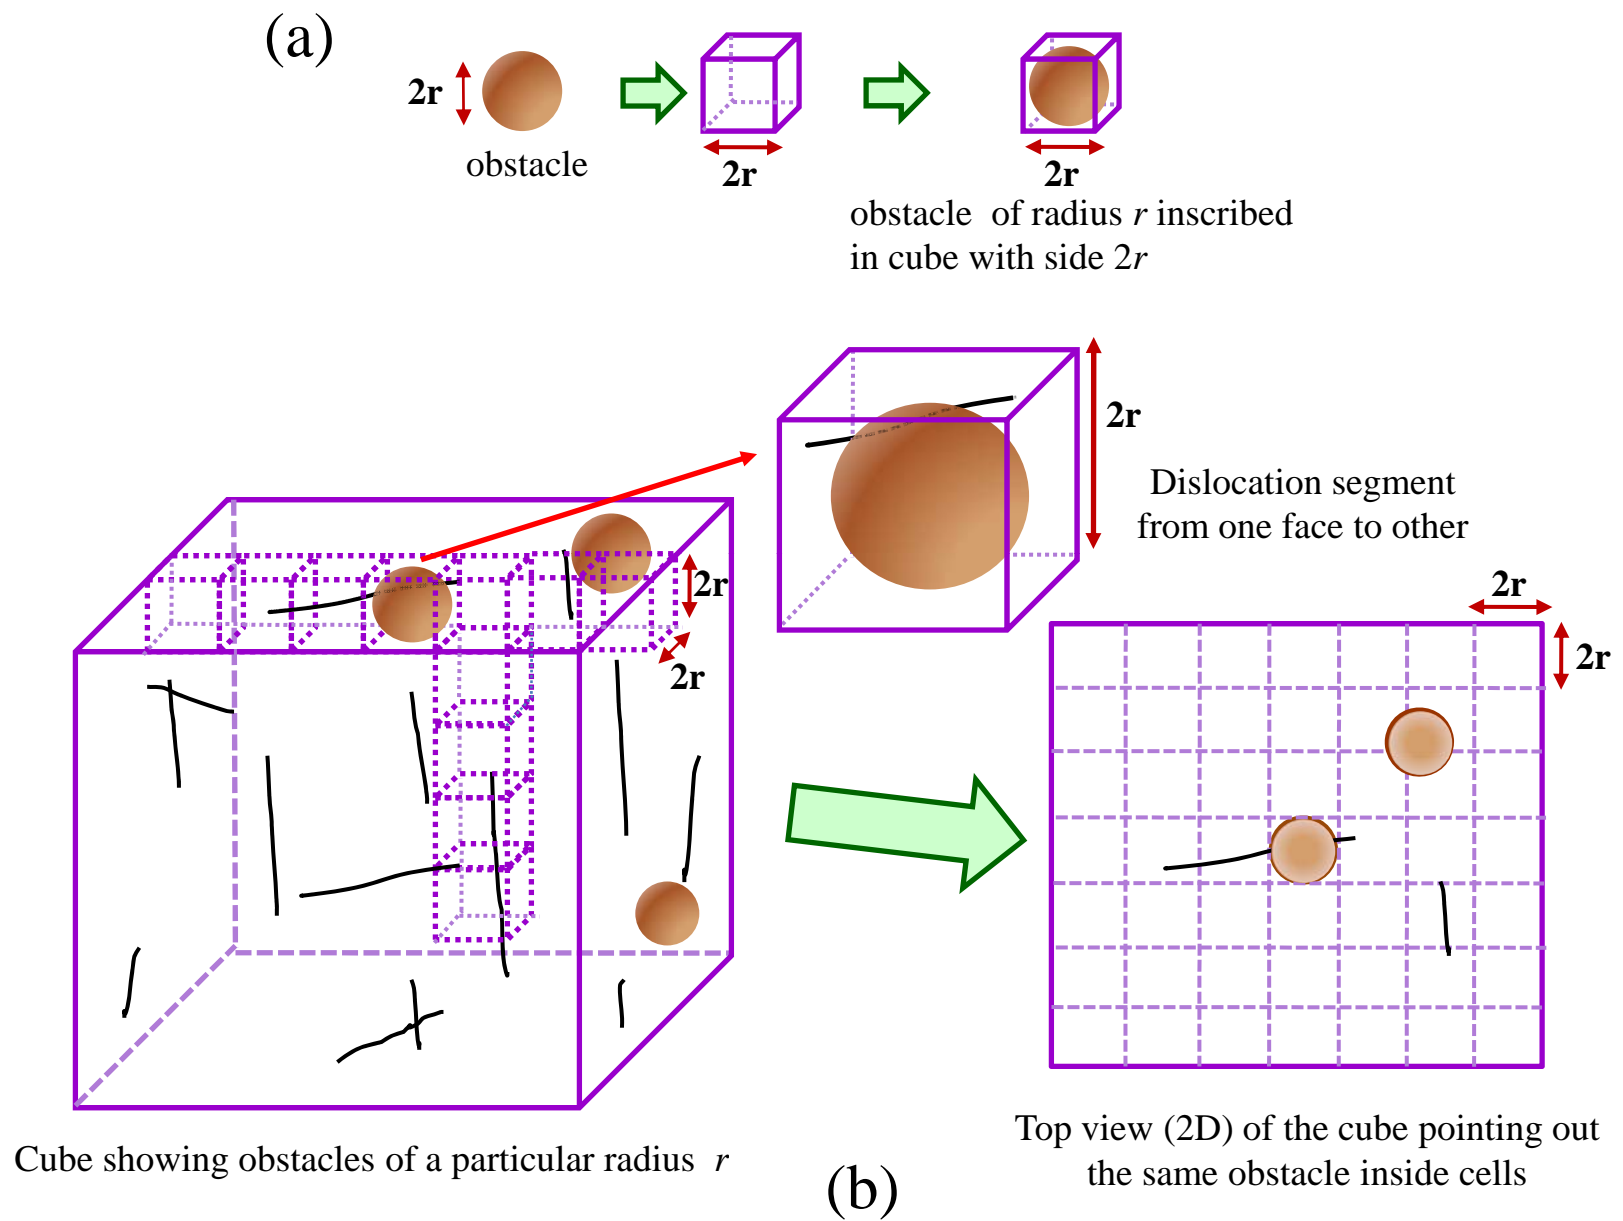 (a)
2r
obstacle
2r
2r
obstacle of radius r inscribed
in cube with side 2r
2r
Dislocation segment
from one face to other
2r
2r
2r
2r
Cube showing obstacles of a particular radius r
Top view (2D) of the cube pointing out
the same obstacle inside cells
(b)